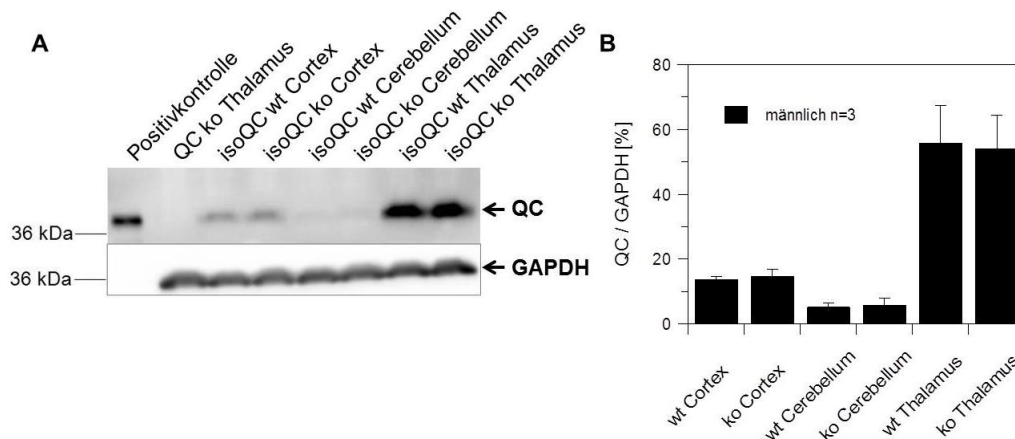 A
Positivkontrolle
QC ko Thalamus
isoQC wt Cortex
isoQC ko Cortex
isoQC wt Cerebellum
isoQC ko Cerebellum
isoQC wt Thalamus
isoQC ko Thalamus
36 kDa
QC
36 kDa
GAPDH
B
QC / GAPDH [%]
80
60
40
20
0
männlich n=3
wt Cortex
ko Cortex
wt Cerebellum
ko Cerebellum
wt Thalamus
ko Thalamus